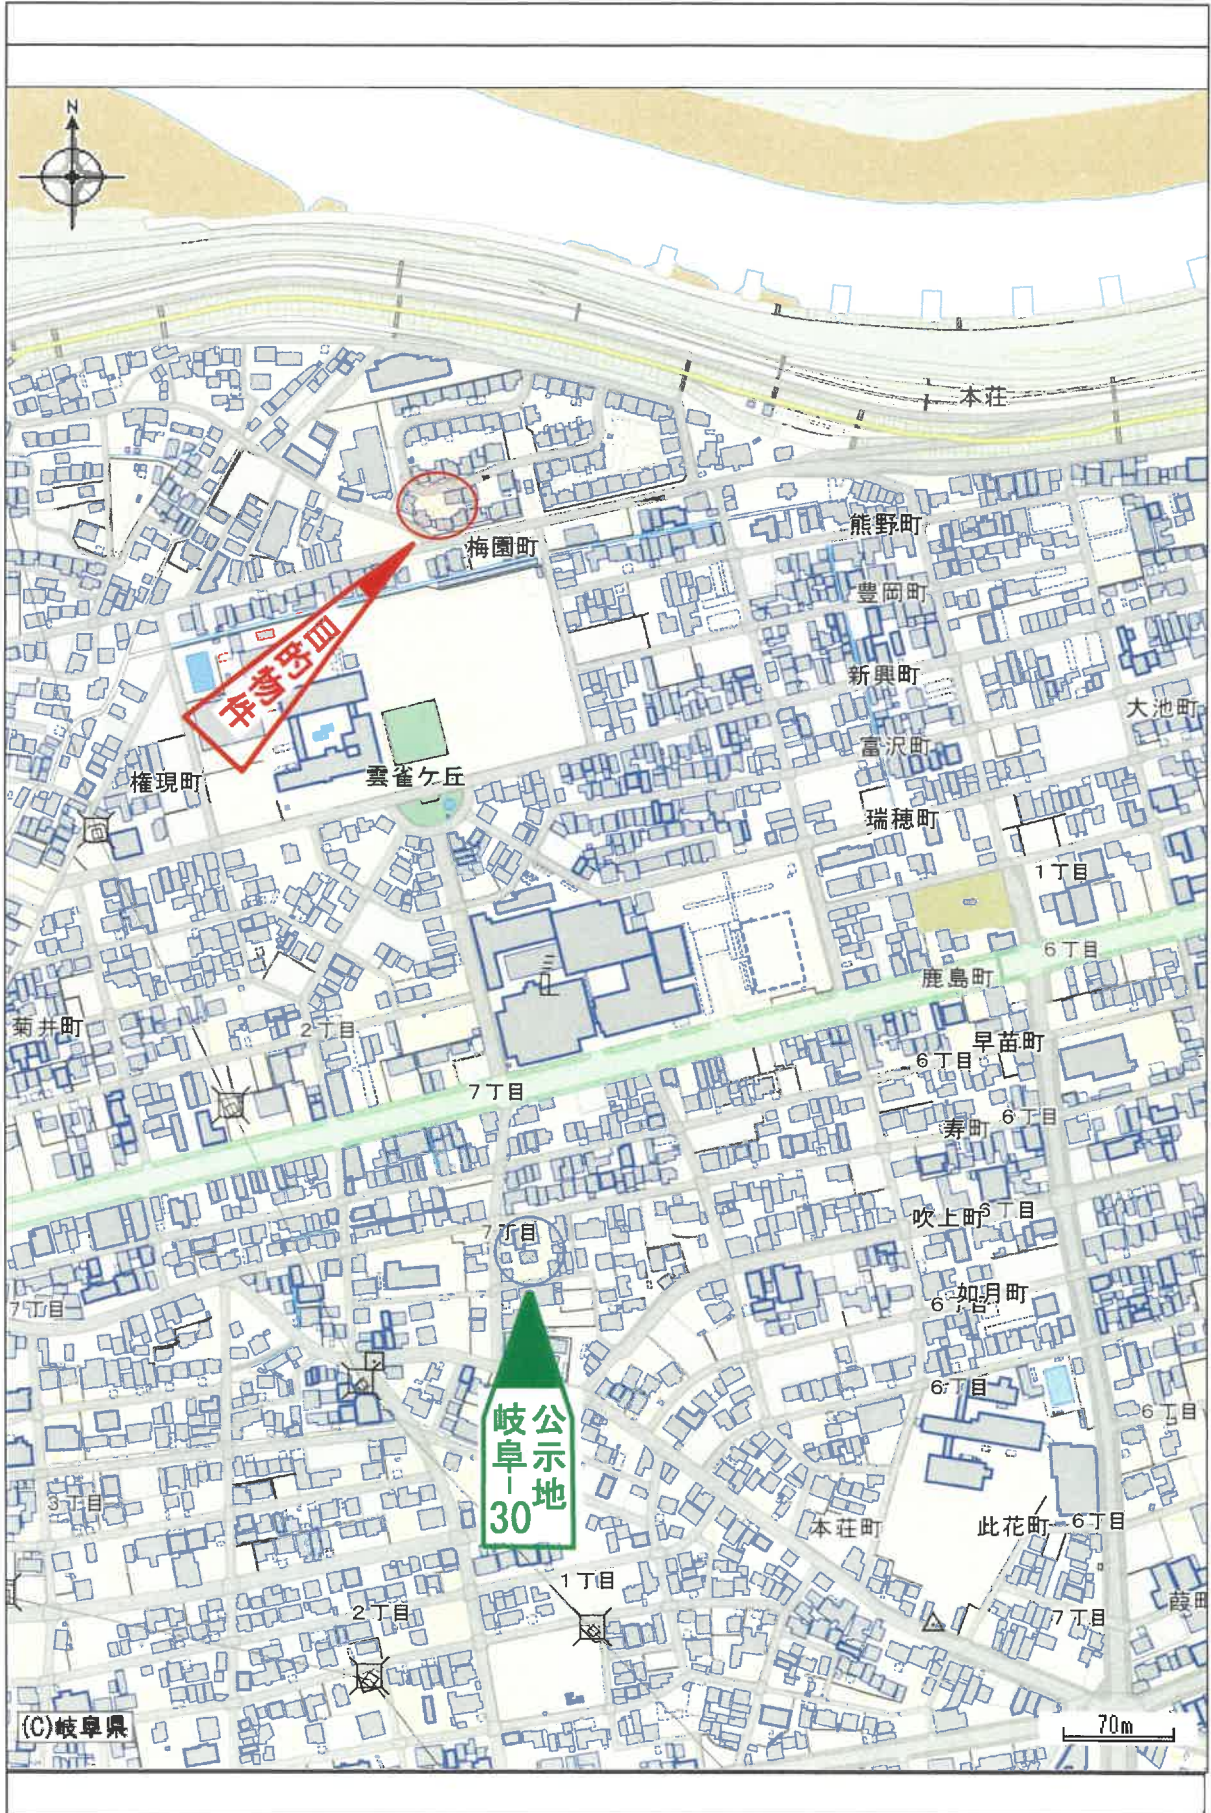 N
本荘
熊野町
梅園町
豊岡町
目的物件
新興町
大池町
富沢町
権現町
雲雀ケ丘
瑞穂町
1丁目
6丁目
鹿島町
菊井町
2丁目
早苗町
6丁目
7丁目
6丁目
寿町
吹上町
6丁目
7丁目
如月町
6丁目
7丁目
6丁目
6丁目
公示地
岐阜-30
3丁目
本荘町
此花町
6丁目
1丁目
2丁目
7丁目
葭町
(C)岐阜県
70m